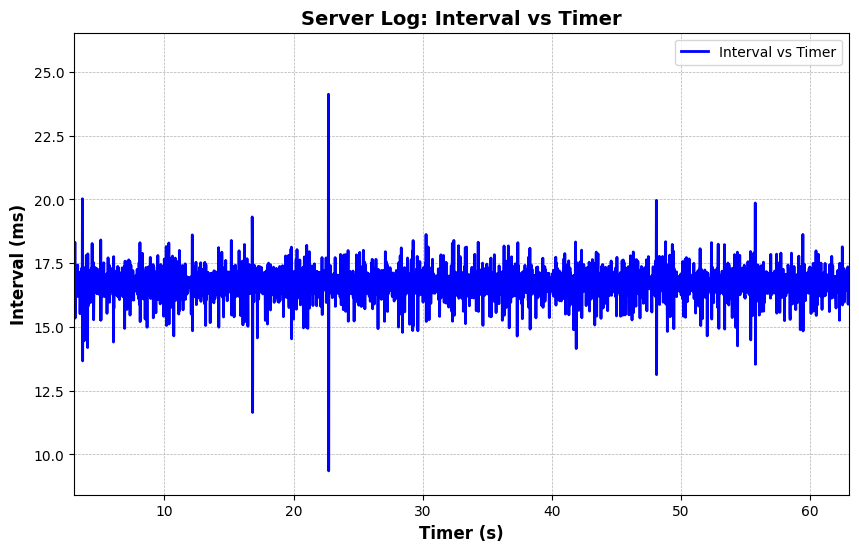 Server Log: Interval vs Timer
Interval vs Timer
25.0
22.5
20.0
17.5
15.0
12.5
10.0
Interval (ms)
10 20 30 40 50 60
Timer (s)